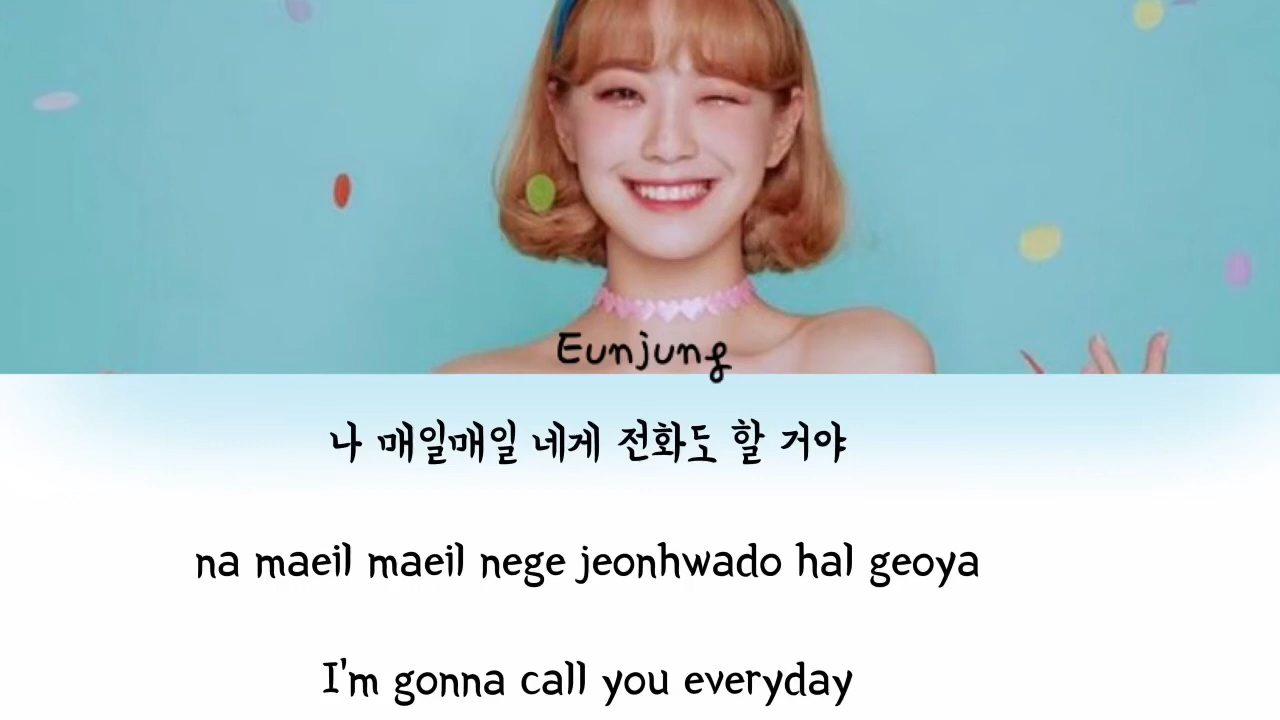 Eunjung
나 매일매일 네게 전화도 할 거야
na maeil maeil nege jeonhwado hal geoya
I'm gonna call you everyday